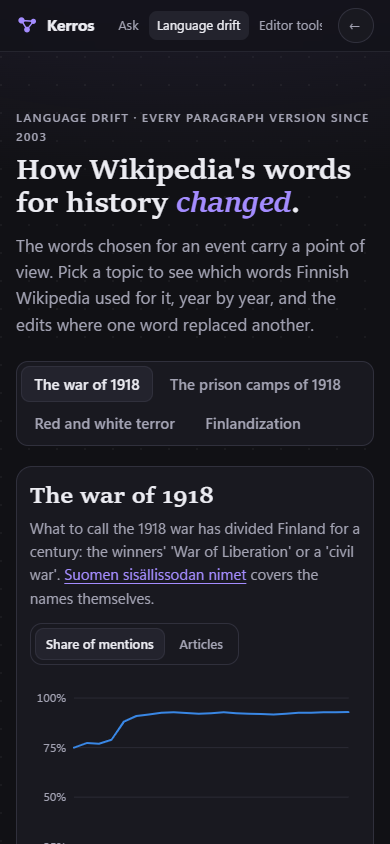 Kerros
Ask
Language drift
Editor tools
←
LANGUAGE DRIFT · EVERY PARAGRAPH VERSION SINCE
2003
How Wikipedia's words
for history changed.
The words chosen for an event carry a point of
view. Pick a topic to see which words Finnish
Wikipedia used for it, year by year, and the
edits where one word replaced another.
The war of 1918
The prison camps of 1918
Red and white terror
Finlandization
The war of 1918
What to call the 1918 war has divided Finland for a
century: the winners' 'War of Liberation' or a 'civil
war'. Suomen sisällissodan nimet covers the
names themselves.
Share of mentions
Articles
100%
75%
50%